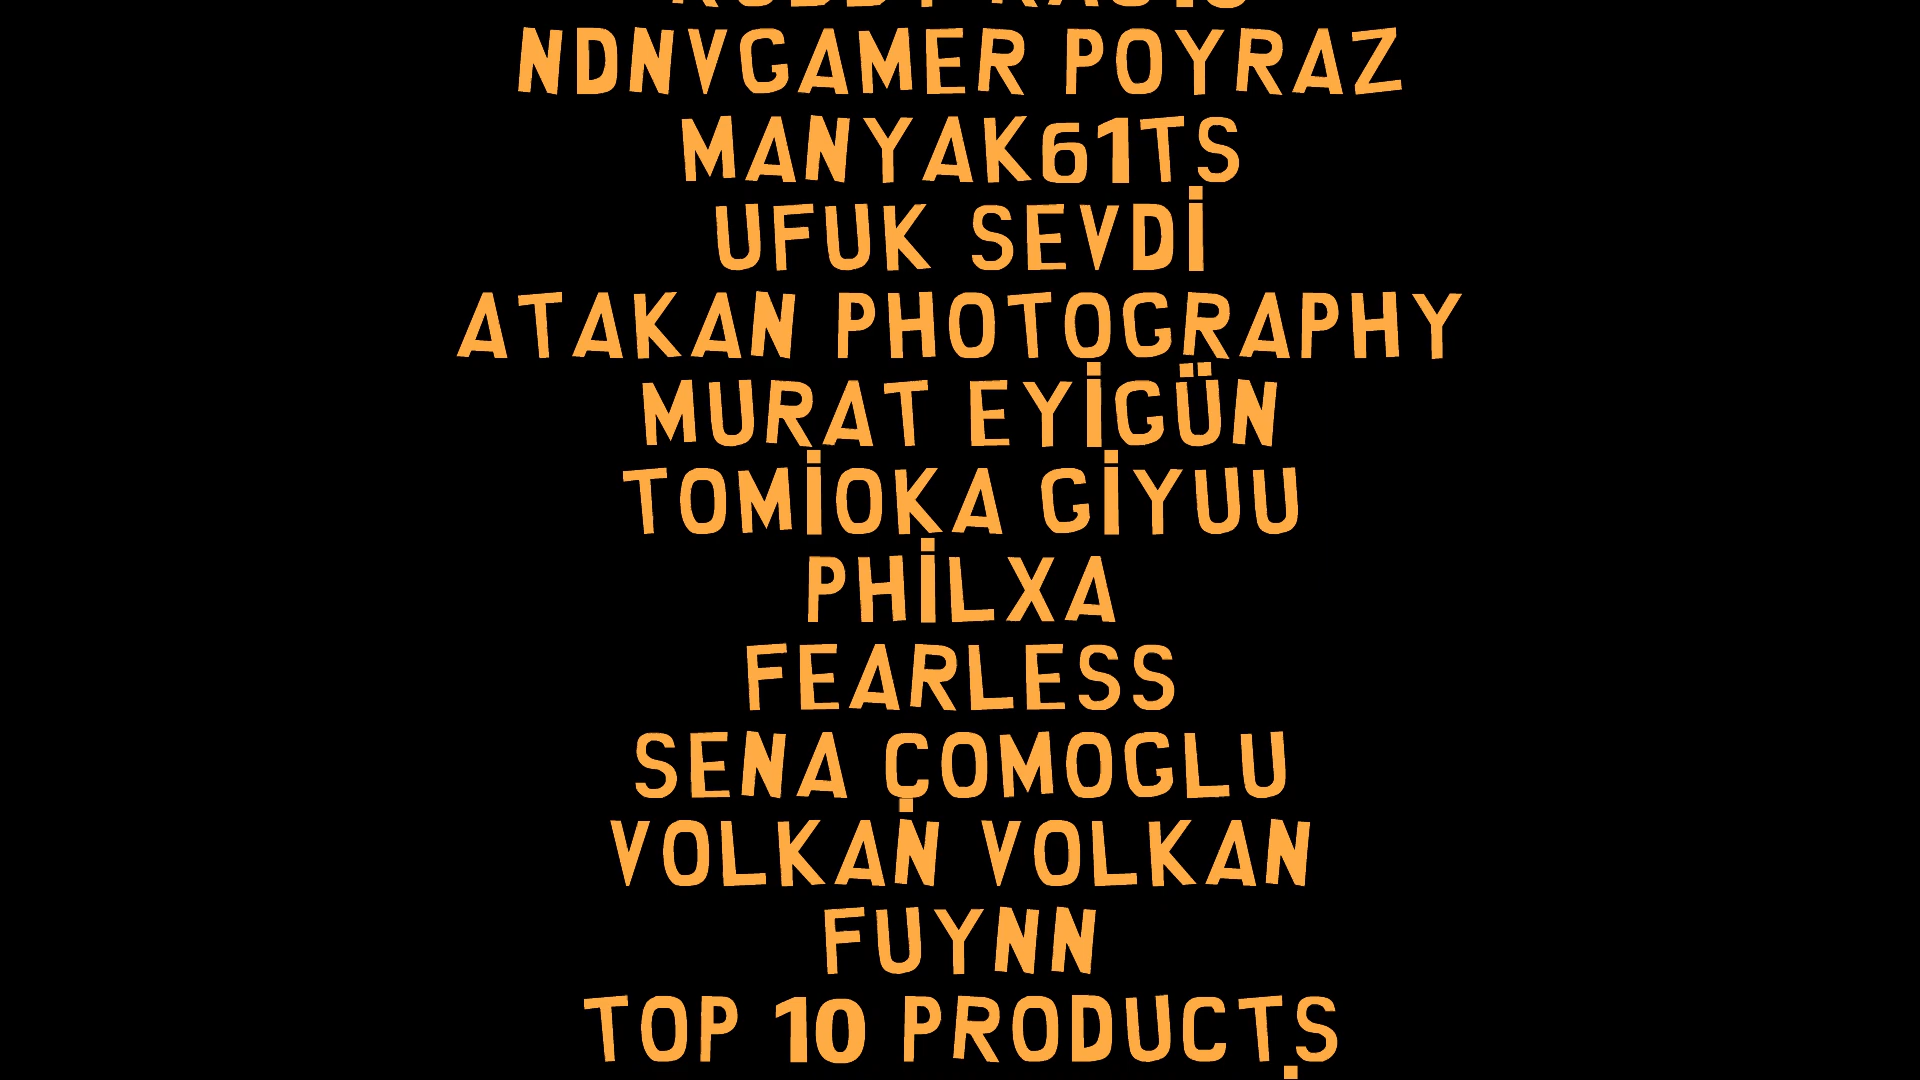 NDNVGAMER POYRAZ
MANYAK61TS
UFUK SEVDİ
ATAKAN PHOTOGRAPHY
MURAT EYİGÜN
TOMİOKA GİYUU
PHİLXA
FEARLESS
SENA ÇOMOGLU
VOLKAN VOLKAN
FUYNN
TOP 10 PRODUCTS